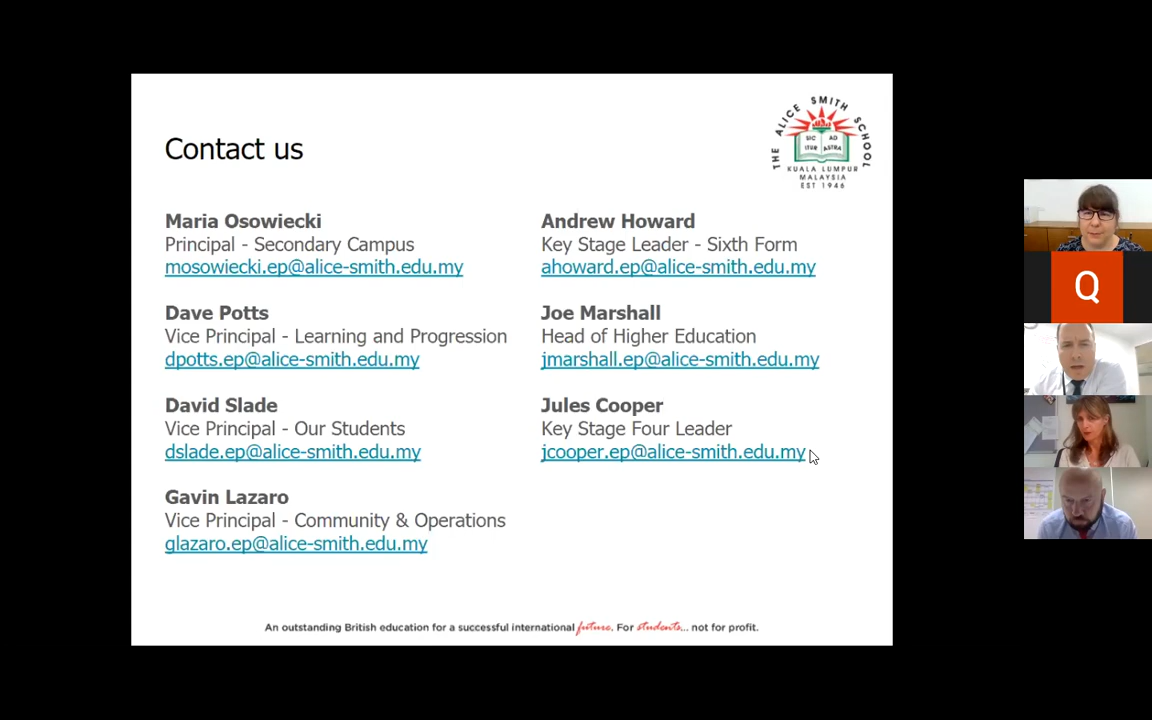 Contact us
THE ALICE SMITH SCHOOL
SIC ITUR AD ASTRA
KUALA LUMPUR
MALAYSIA
EST 1946
Maria Osowiecki
Principal - Secondary Campus
mosowiecki.ep@alice-smith.edu.my
Dave Potts
Vice Principal - Learning and Progression
dpotts.ep@alice-smith.edu.my
David Slade
Vice Principal - Our Students
dslade.ep@alice-smith.edu.my
Gavin Lazaro
Vice Principal - Community & Operations
glazaro.ep@alice-smith.edu.my
Andrew Howard
Key Stage Leader - Sixth Form
ahoward.ep@alice-smith.edu.my
Joe Marshall
Head of Higher Education
jmarshall.ep@alice-smith.edu.my
Jules Cooper
Key Stage Four Leader
jcooper.ep@alice-smith.edu.my
An outstanding British education for a successful international future. For students... not for profit.
Q